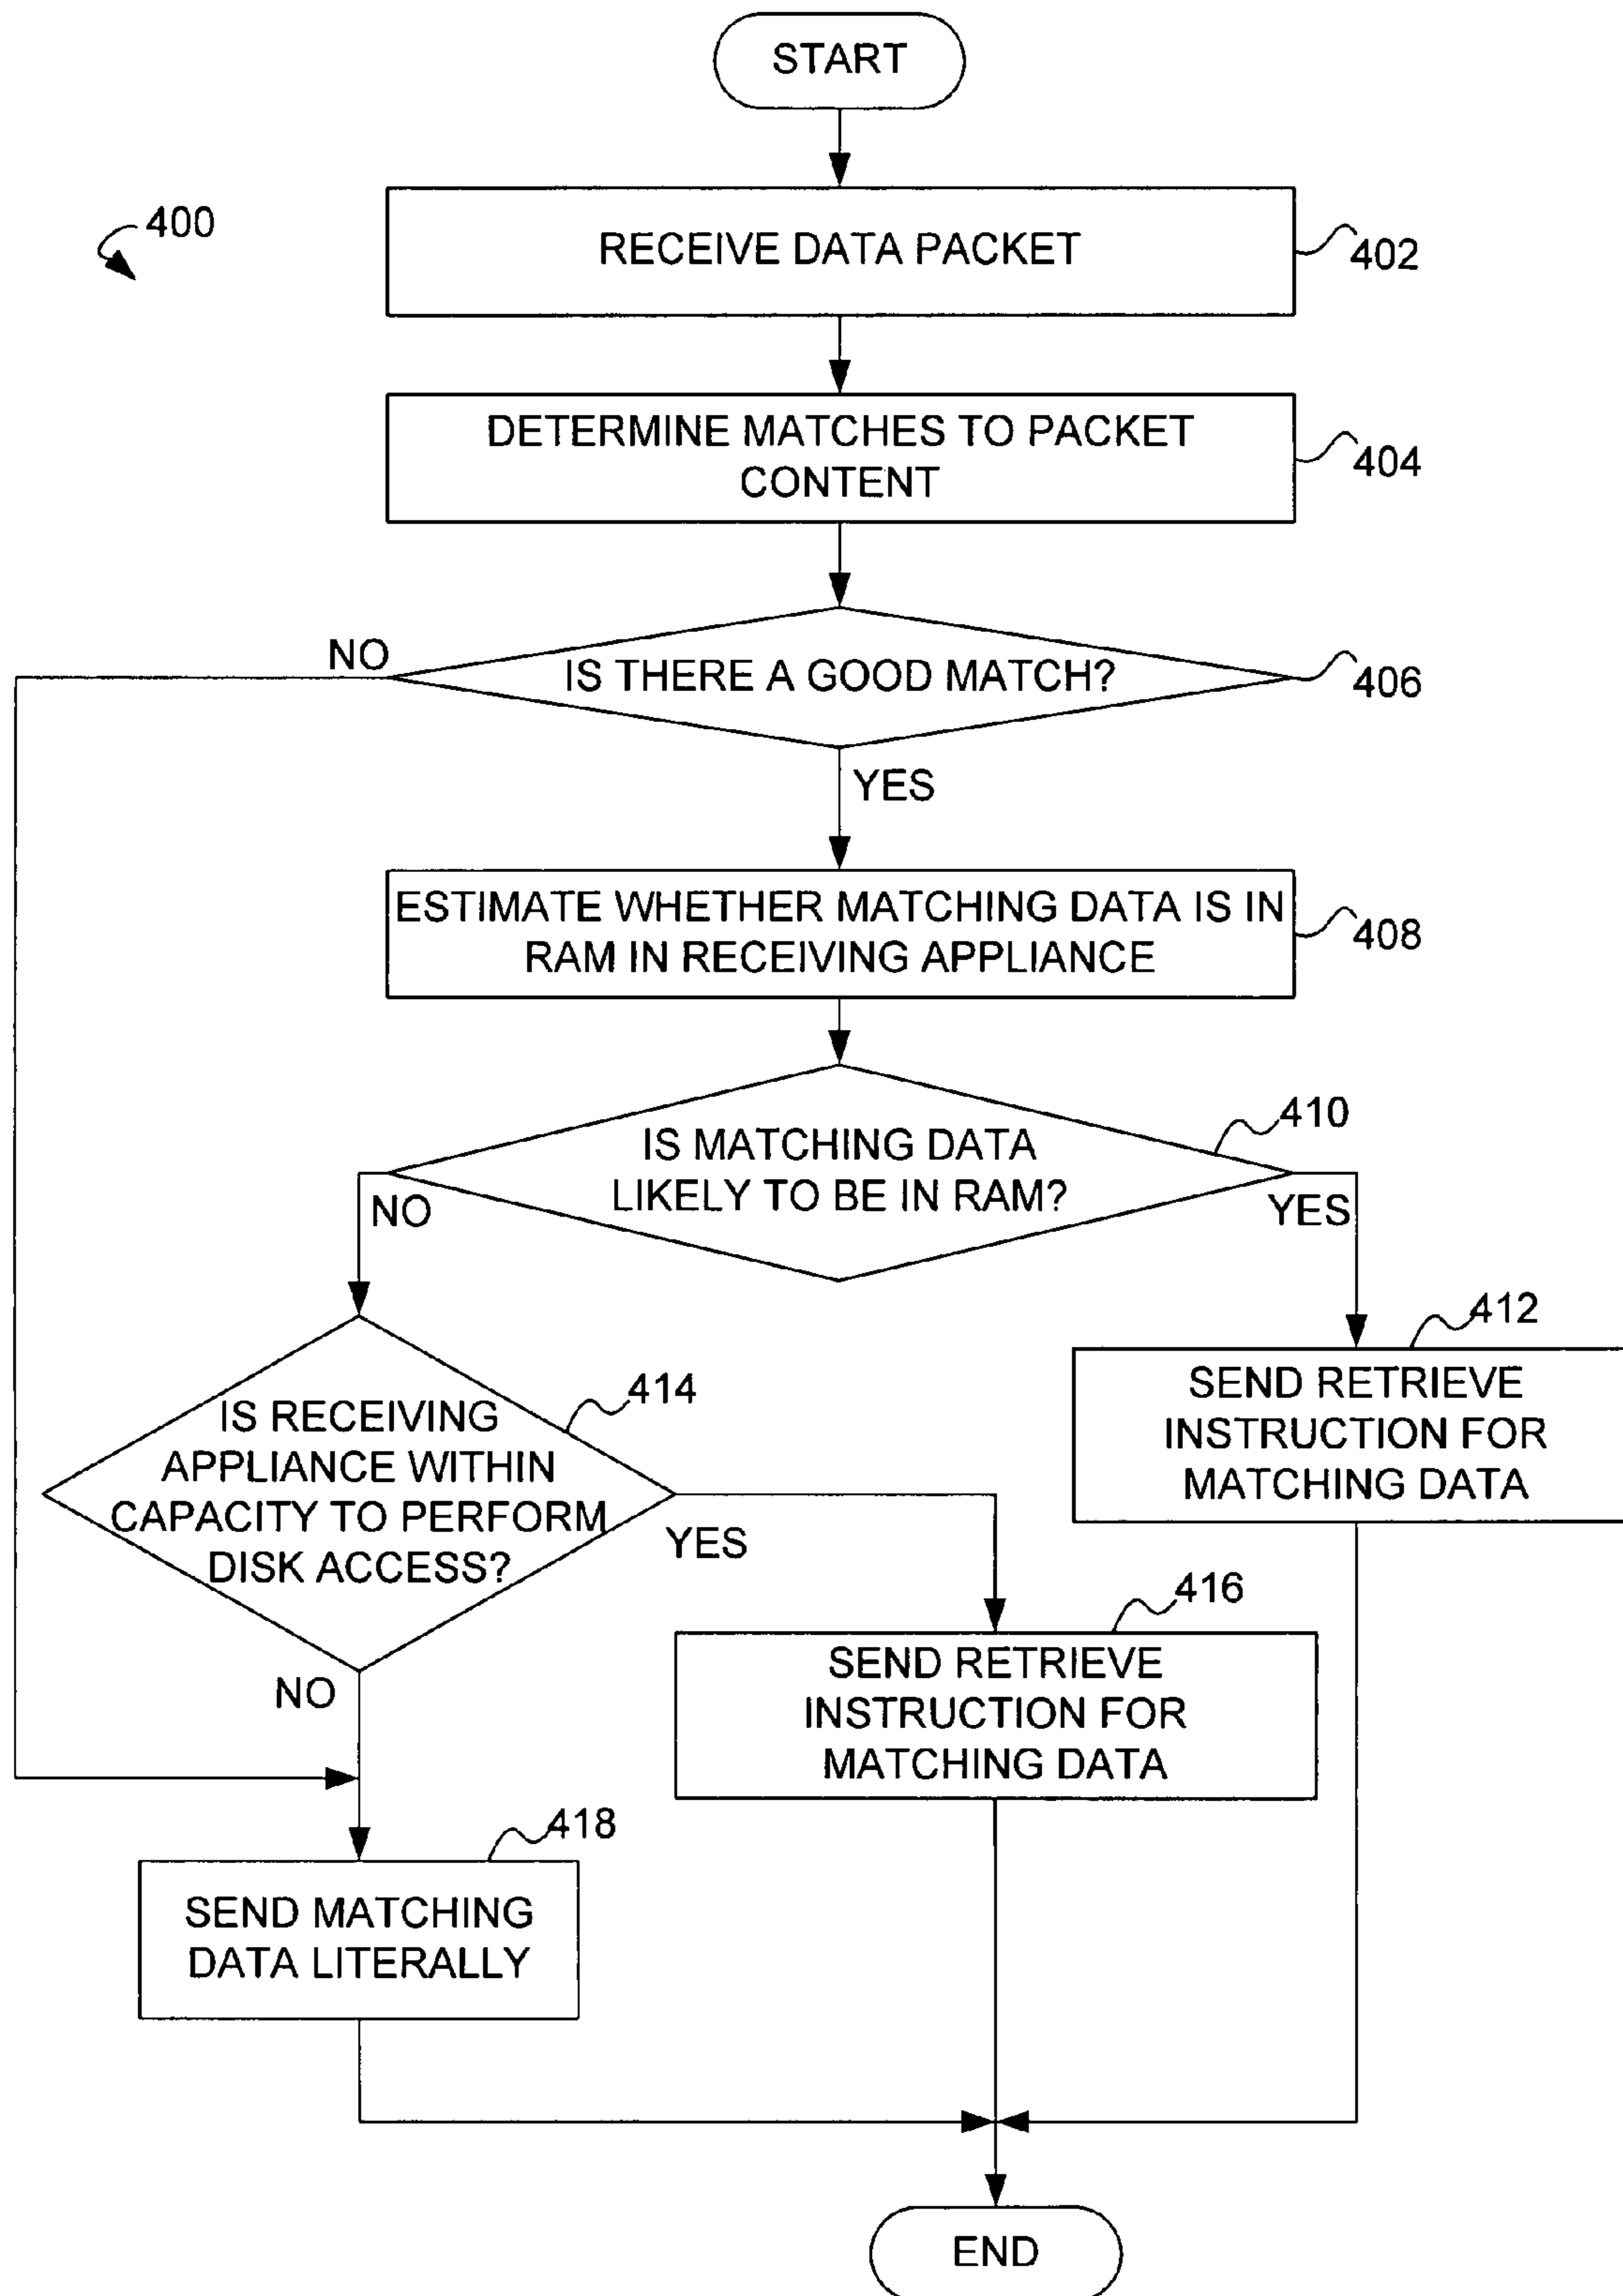 START
400
RECEIVE DATA PACKET
402
DETERMINE MATCHES TO PACKET
CONTENT
404
NO
IS THERE A GOOD MATCH?
406
YES
ESTIMATE WHETHER MATCHING DATA IS IN
RAM IN RECEIVING APPLIANCE
408
410
IS MATCHING DATA
LIKELY TO BE IN RAM?
NO
YES
412
SEND RETRIEVE
INSTRUCTION FOR
MATCHING DATA
414
IS RECEIVING
APPLIANCE WITHIN
CAPACITY TO PERFORM
DISK ACCESS?
YES
NO
416
SEND RETRIEVE
INSTRUCTION FOR
MATCHING DATA
418
SEND MATCHING
DATA LITERALLY
END